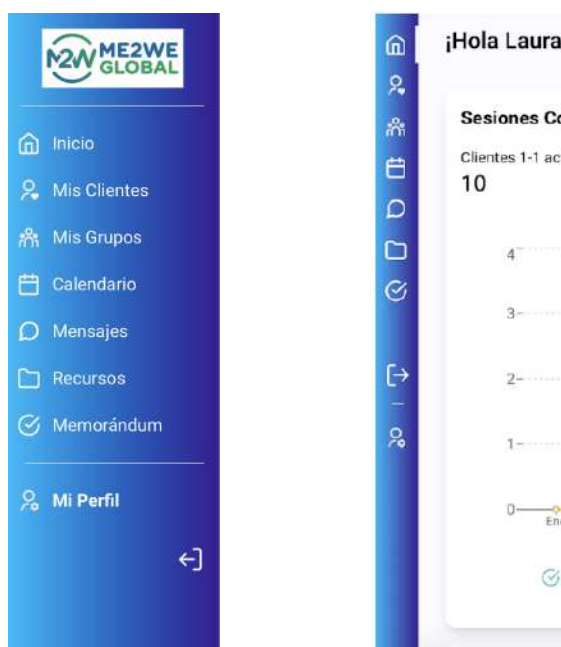 M2W ME2WE
GLOBAL
Inicio
Mis Clientes
Mis Grupos
Calendario
Mensajes
Recursos
Memorándum
Mi Perfil
¡Hola Laura
Sesiones Co
Clientes 1-1 ac
10
4
3
2
1
0
En